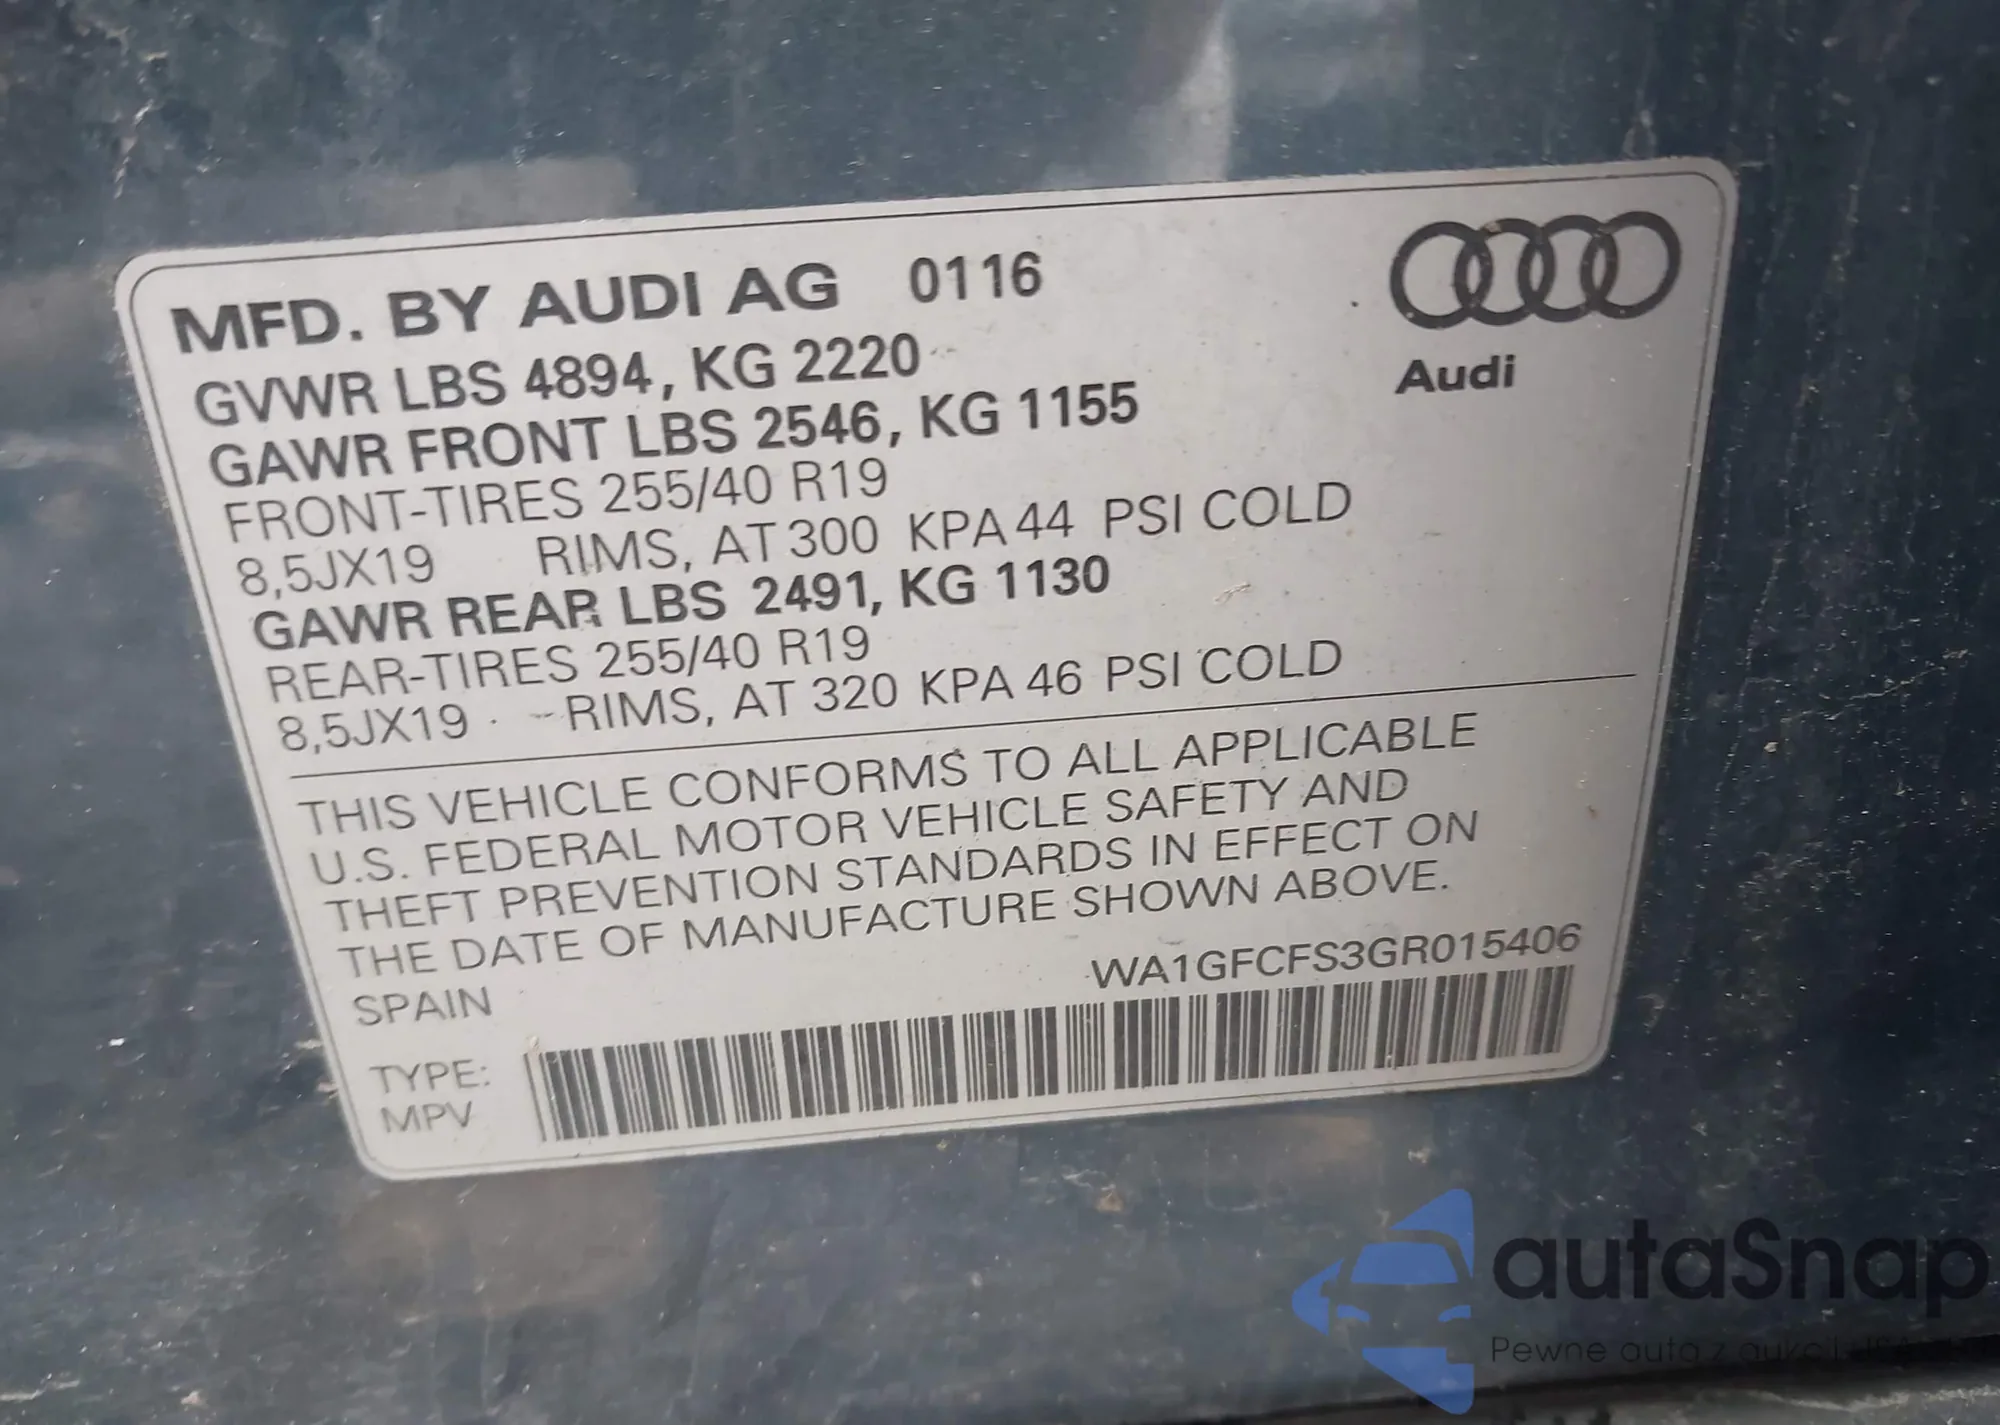 MFD. BY AUDI AG 0116
GVWR LBS 4894, KG 2220
GAWR FRONT LBS 2546, KG 1155
FRONT-TIRES 255/40 R19
8,5JX19 RIMS, AT 300 KPA 44 PSI COLD
GAWR REAR LBS 2491, KG 1130
REAR-TIRES 255/40 R19
8,5JX19 RIMS, AT 320 KPA 46 PSI COLD
Audi
THIS VEHICLE CONFORMS TO ALL APPLICABLE
U.S. FEDERAL MOTOR VEHICLE SAFETY AND
THEFT PREVENTION STANDARDS IN EFFECT ON
THE DATE OF MANUFACTURE SHOWN ABOVE.
SPAIN
WA1GFCFS3GR015406
TYPE:
MPV
autaSnap
Pewne auta z aukcji